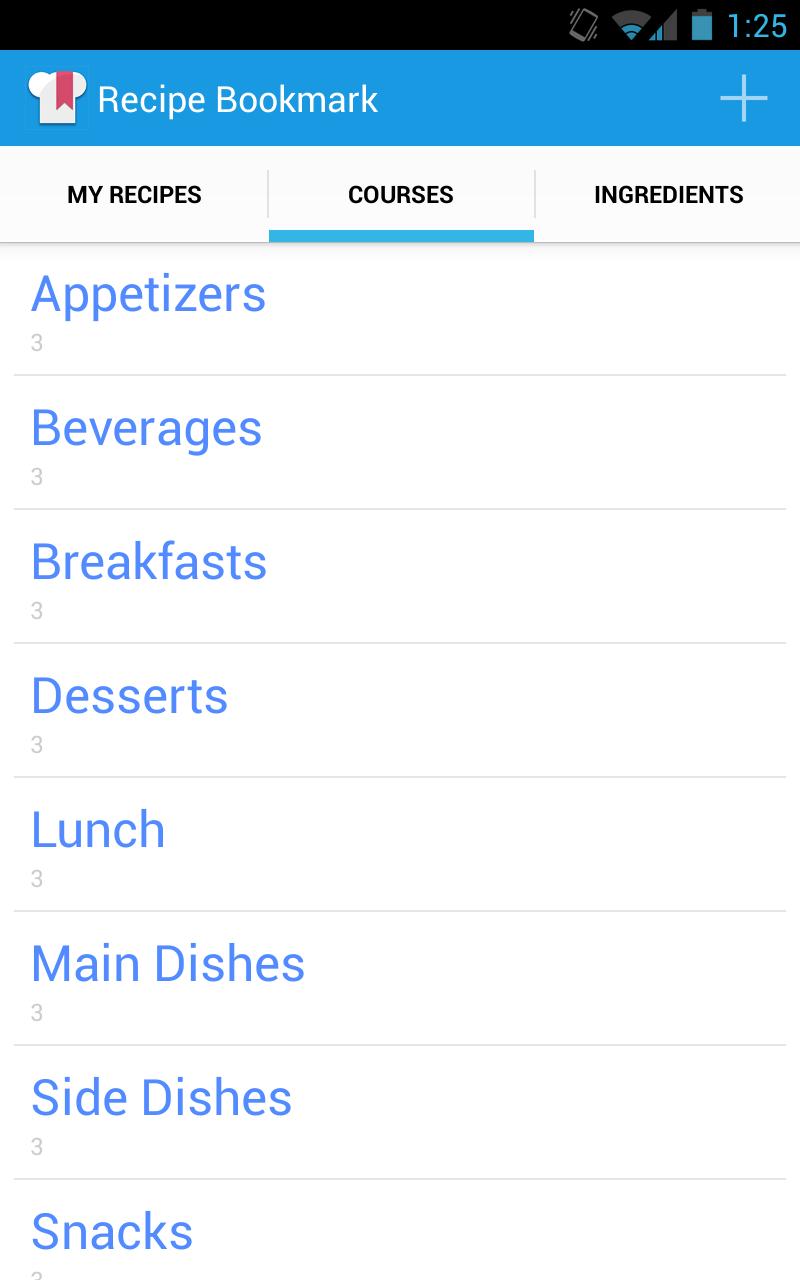 1:25
Recipe Bookmark
MY RECIPES
COURSES
INGREDIENTS
Appetizers
3
Beverages
3
Breakfasts
3
Desserts
3
Lunch
3
Main Dishes
3
Side Dishes
3
Snacks